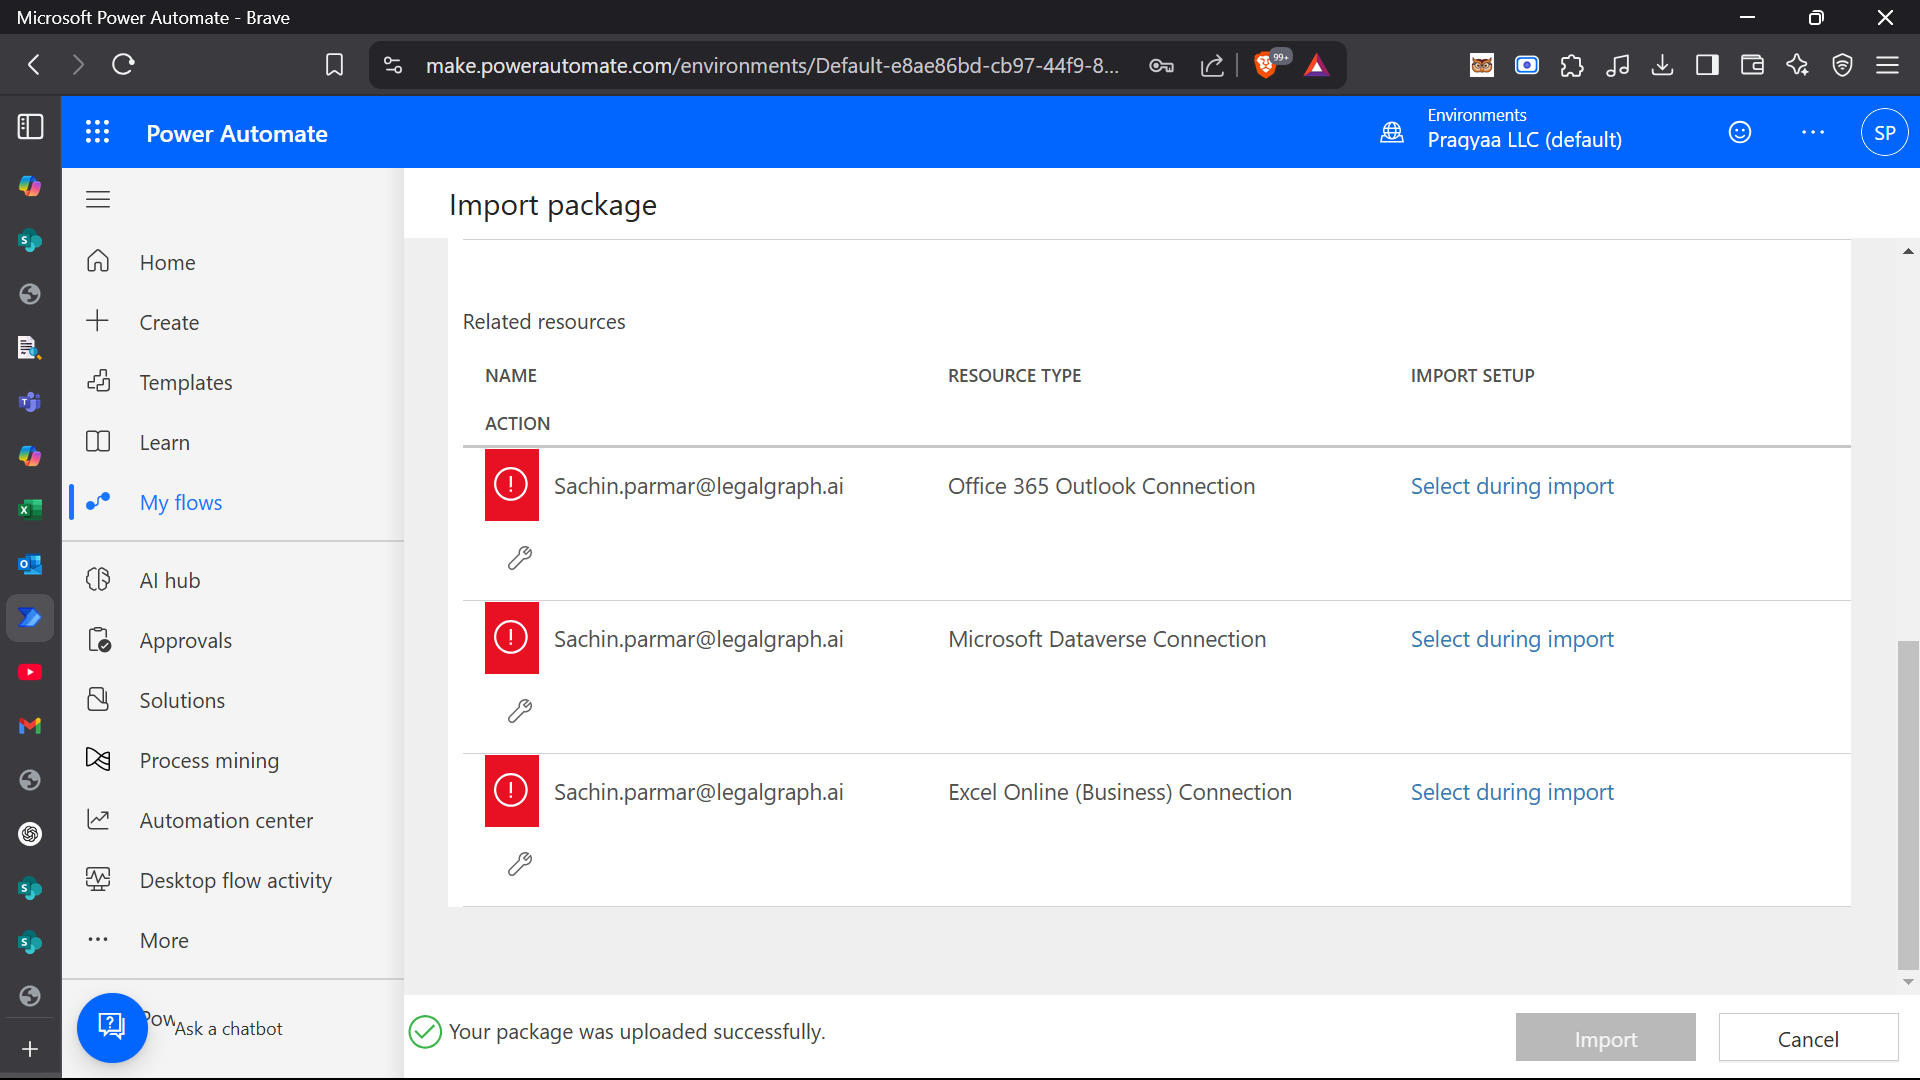 Microsoft Power Automate - Brave
make.powerautomate.com/environments/Default-e8ae86bd-cb97-44f9-8...
99+
Power Automate
Environments
Pragyaa LLC (default)
SP
Import package
Home
Create
Templates
Learn
My flows
AI hub
Approvals
Solutions
Process mining
Automation center
Desktop flow activity
More
Pow
Ask a chatbot
Related resources
NAME RESOURCE TYPE IMPORT SETUP
ACTION
Sachin.parmar@legalgraph.ai Office 365 Outlook Connection Select during import
Sachin.parmar@legalgraph.ai Microsoft Dataverse Connection Select during import
Sachin.parmar@legalgraph.ai Excel Online (Business) Connection Select during import
Your package was uploaded successfully.
Import Cancel